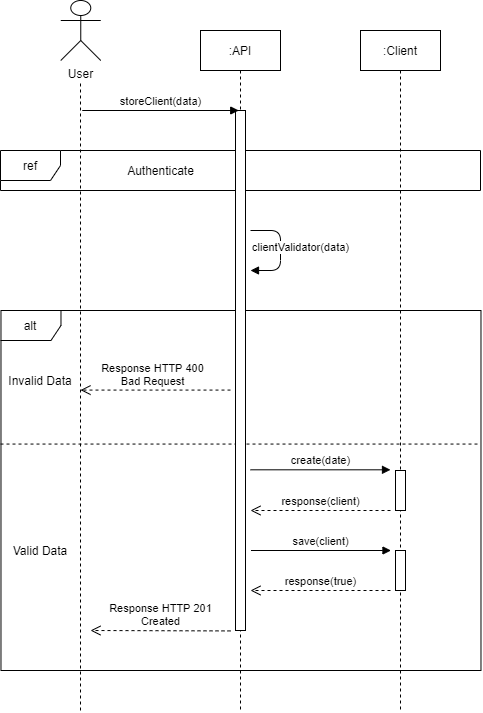 User
:API
:Client
storeClient(data)
ref
Authenticate
clientValidator(data)
alt
Invalid Data
Response HTTP 400
Bad Request
create(date)
response(client)
Valid Data
save(client)
response(true)
Response HTTP 201
Created